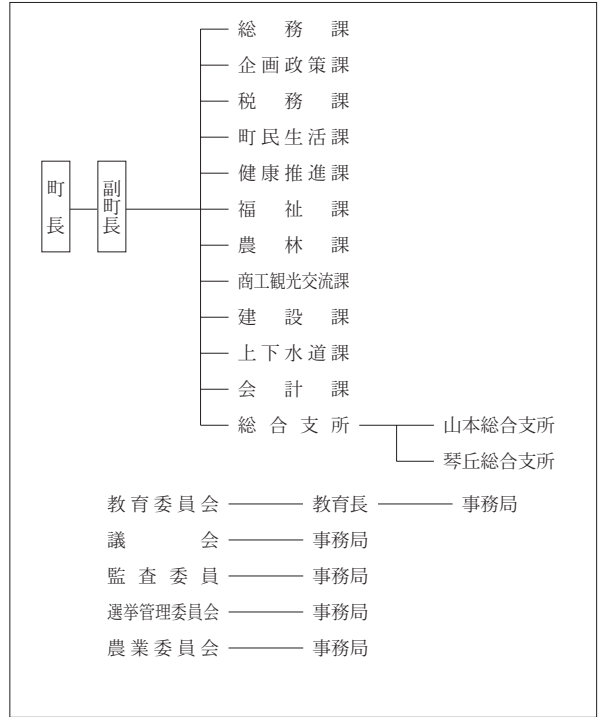 総務課
企画政策課
税務課
町民生活課
健康推進課
町長
副町長
福祉課
農林課
商工観光交流課
建設課
上下水道課
会計課
総合支所 山本総合支所
琴丘総合支所
教育委員会 教育長 事務局
議会 事務局
監査委員 事務局
選挙管理委員会 事務局
農業委員会 事務局